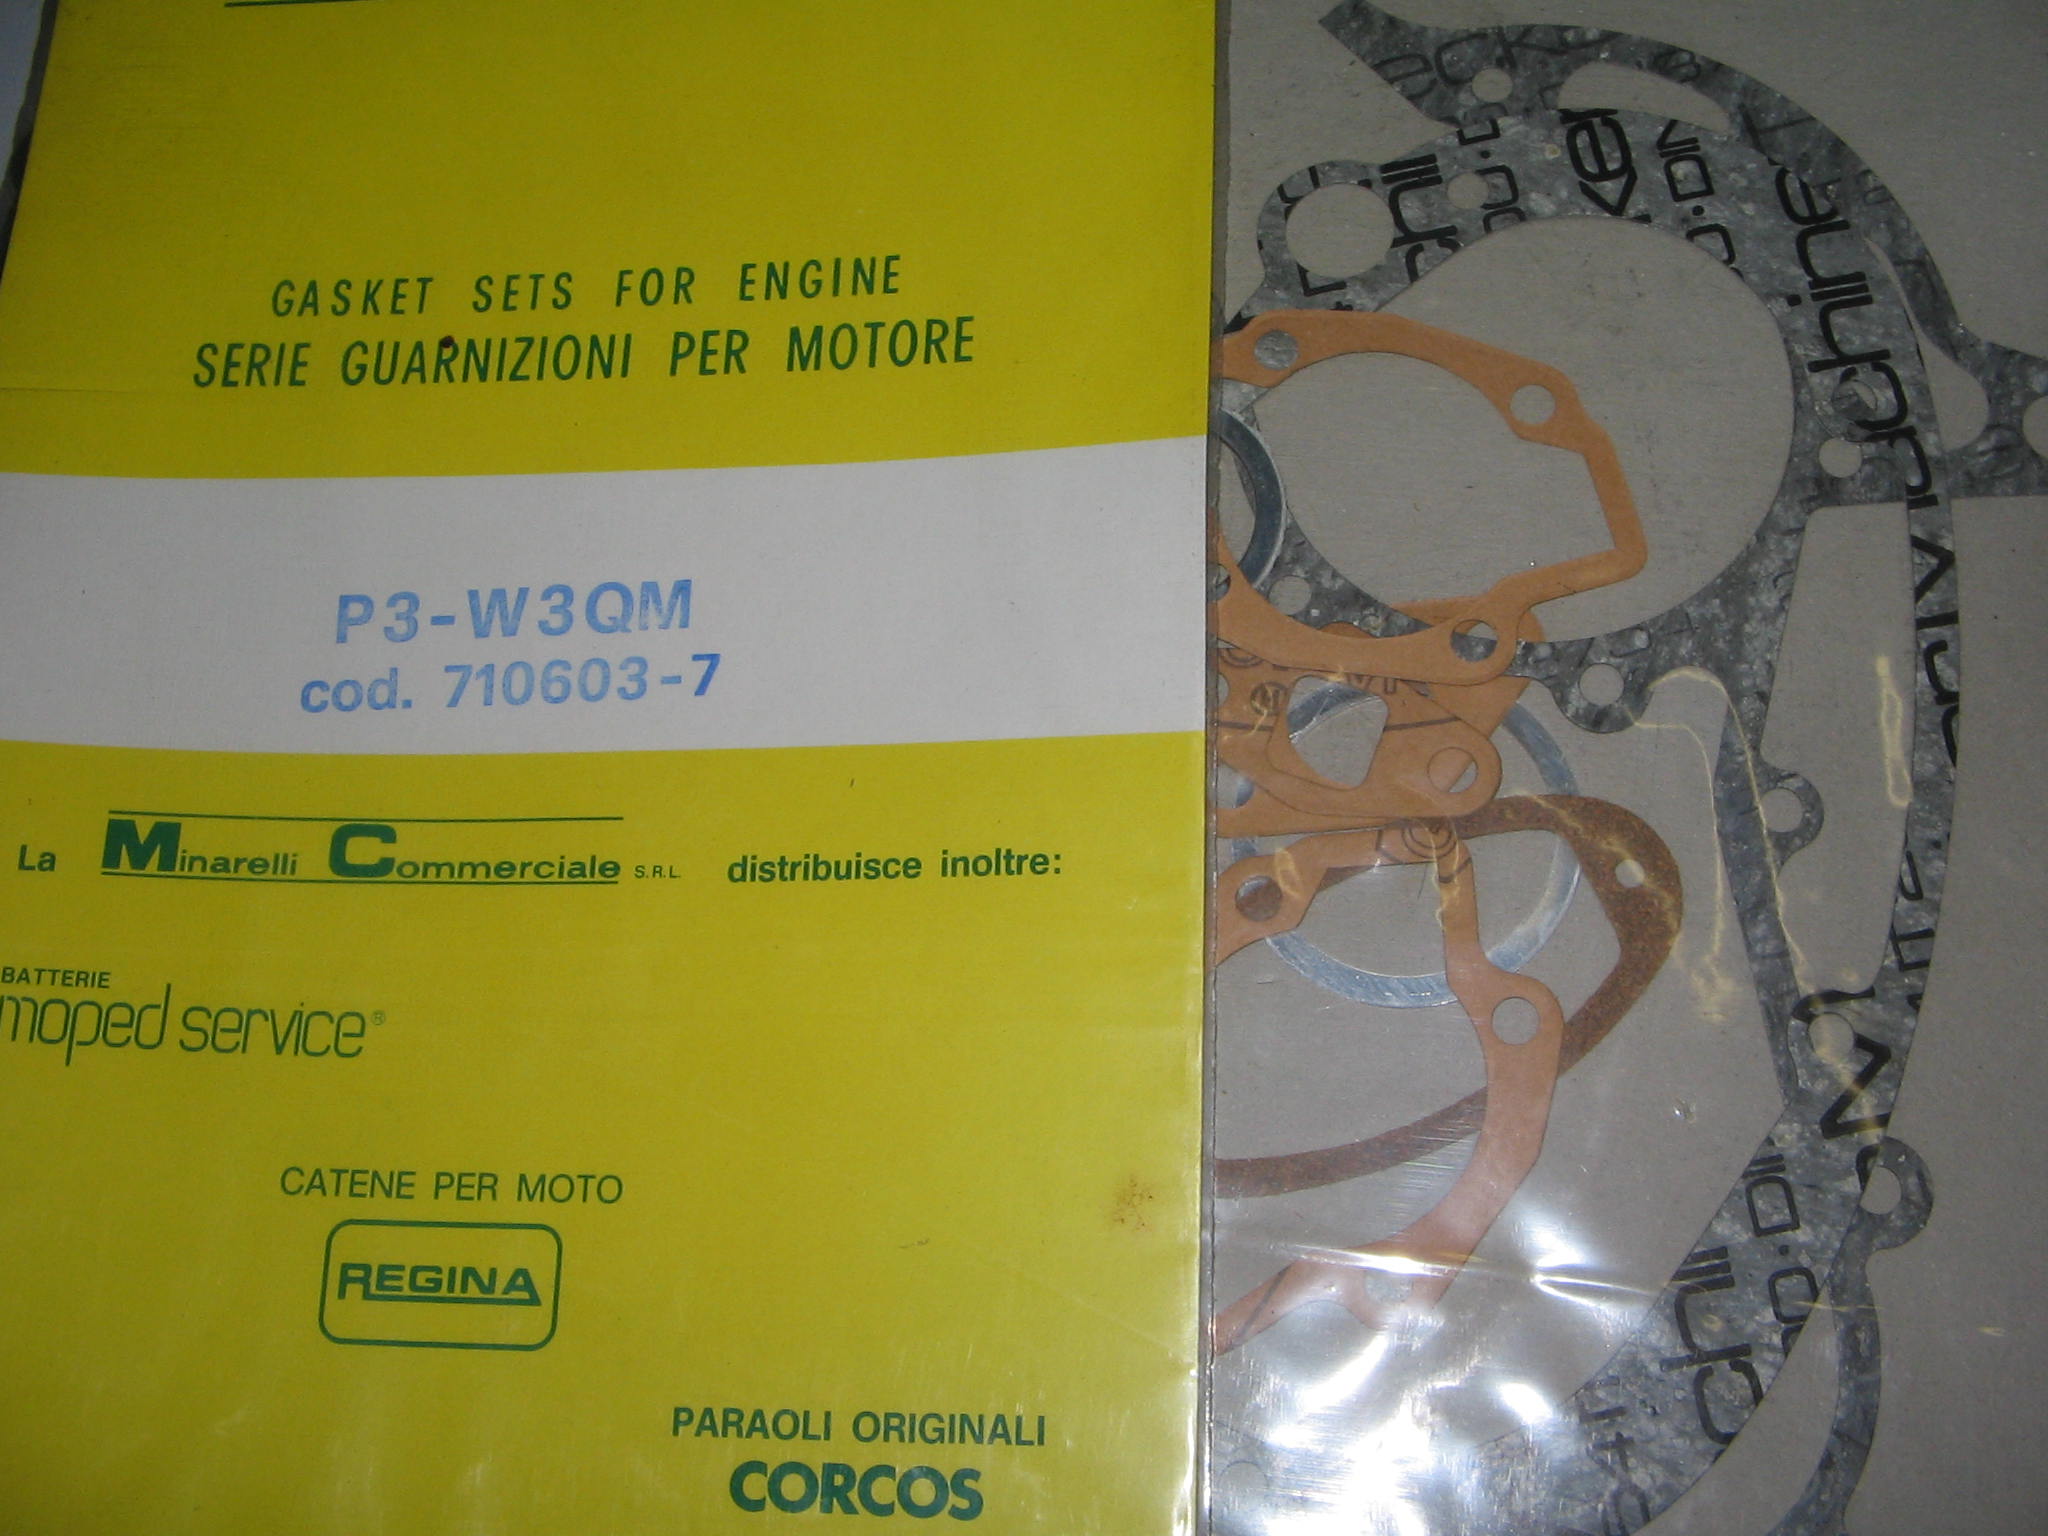 GASKET SETS FOR ENGINE
SERIE GUARNIZIONI PER MOTORE
P3-W3QM
cod. 710603-7
La Minarelli Commerciale S.R.L. distribuisce inoltre:
BATTERIE
moped service®
CATENE PER MOTO
REGINA
PARAOLI ORIGINALI
CORCOS